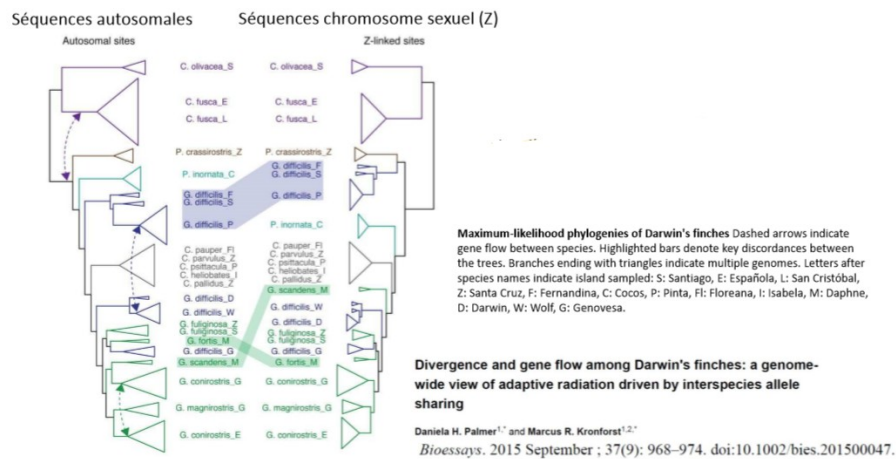 Séquences autosomales
Séquences chromosome sexuel (Z)
Autosomal sites
Z-linked sites
C. olivacea_S
C. olivacea_S
C. fusca_E
C. fusca_E
C. fusca_L
C. fusca_L
P. crassirostris_Z
P. crassirostris_Z
G. difficilis_F
P. inornata_C
G. difficilis_S
G. difficilis_F
G. difficilis_S
G. difficilis_P
G. difficilis_P
P. inornata_C
C. pauper_Fl
C. pauper_Fl
C. parvulus_Z
C. parvulus_Z
C. psittacula_P
C. psittacula_P
C. heliobates_I
C. heliobates_I
C. pallidus_Z
C. pallidus_Z
G. scandens_M
G. difficilis_D
G. difficilis_W
G. difficilis_W
G. difficilis_D
G. fuliginosa_Z
G. fuliginosa_Z
G. fuliginosa_S
G. fuliginosa_S
G. fortis_M
G. difficilis_G
G. difficilis_G
G. scandens_M
G. fortis_M
G. conirostris_G
G. conirostris_G
G. magnirostris_G
G. magnirostris_G
G. conirostris_E
G. conirostris_E
Maximum-likelihood phylogenies of Darwin's finches Dashed arrows indicate
gene flow between species. Highlighted bars denote key discordances between
the trees. Branches ending with triangles indicate multiple genomes. Letters after
species names indicate island sampled: S: Santiago, E: Española, L: San Cristóbal,
Z: Santa Cruz, F: Fernandina, C: Cocos, P: Pinta, Fl: Floreana, I: Isabela, M: Daphne,
D: Darwin, W: Wolf, G: Genovesa.
Divergence and gene flow among Darwin's finches: a genome-
wide view of adaptive radiation driven by interspecies allele
sharing
Daniela H. Palmer1,* and Marcus R. Kronforst1,2,*
Bioessays. 2015 September ; 37(9): 968–974. doi:10.1002/bies.201500047.